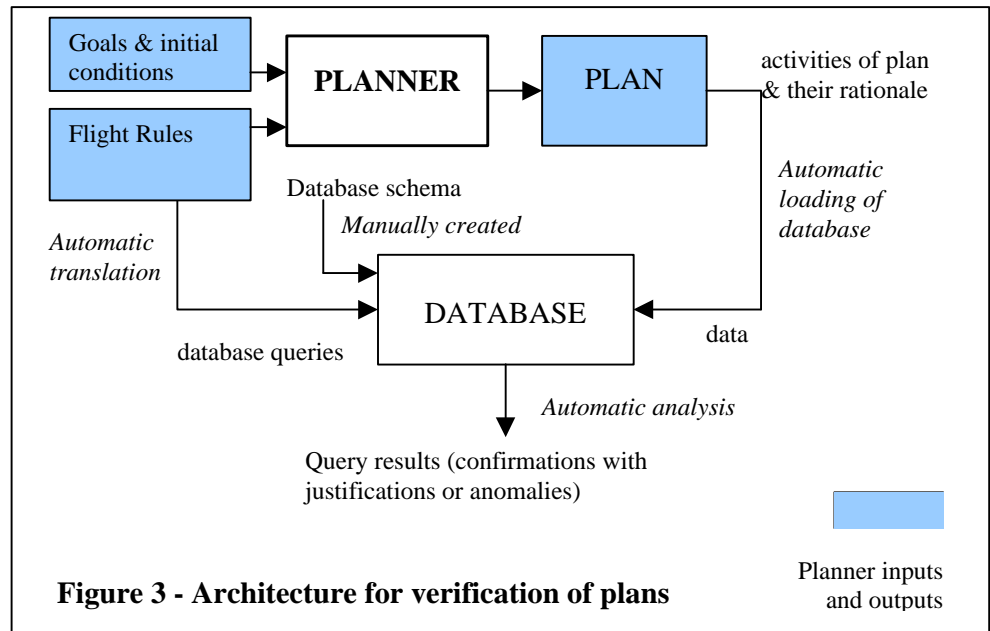 Goals & initial
conditions
PLANNER
PLAN
activities of plan
& their rationale
Flight Rules
Database schema
Manually created
Automatic
loading of
database
Automatic
translation
DATABASE
database queries
data
Automatic analysis
Query results (confirmations with
justifications or anomalies)
Planner inputs
and outputs
Figure 3 - Architecture for verification of plans